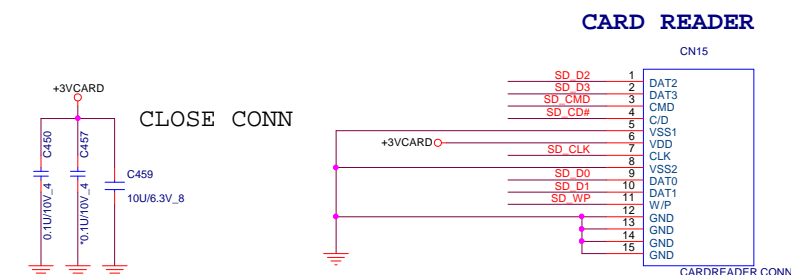 CARD READER
CN15
+3VCARD
CLOSE CONN
C450
0.1U/10V_4
C457
*0.1U/10V_4
C459
10U/6.3V_8
+3VCARD
SD_D2 1 DAT2
SD_D3 2 DAT3
SD_CMD 3 CMD
SD_CD# 4 C/D
5 VSS1
6 VDD
SD_CLK 7 CLK
8 VSS2
SD_D0 9 DAT0
SD_D1 10 DAT1
SD_WP 11 W/P
12 GND
13 GND
14 GND
15 GND
CARDREADER CONN